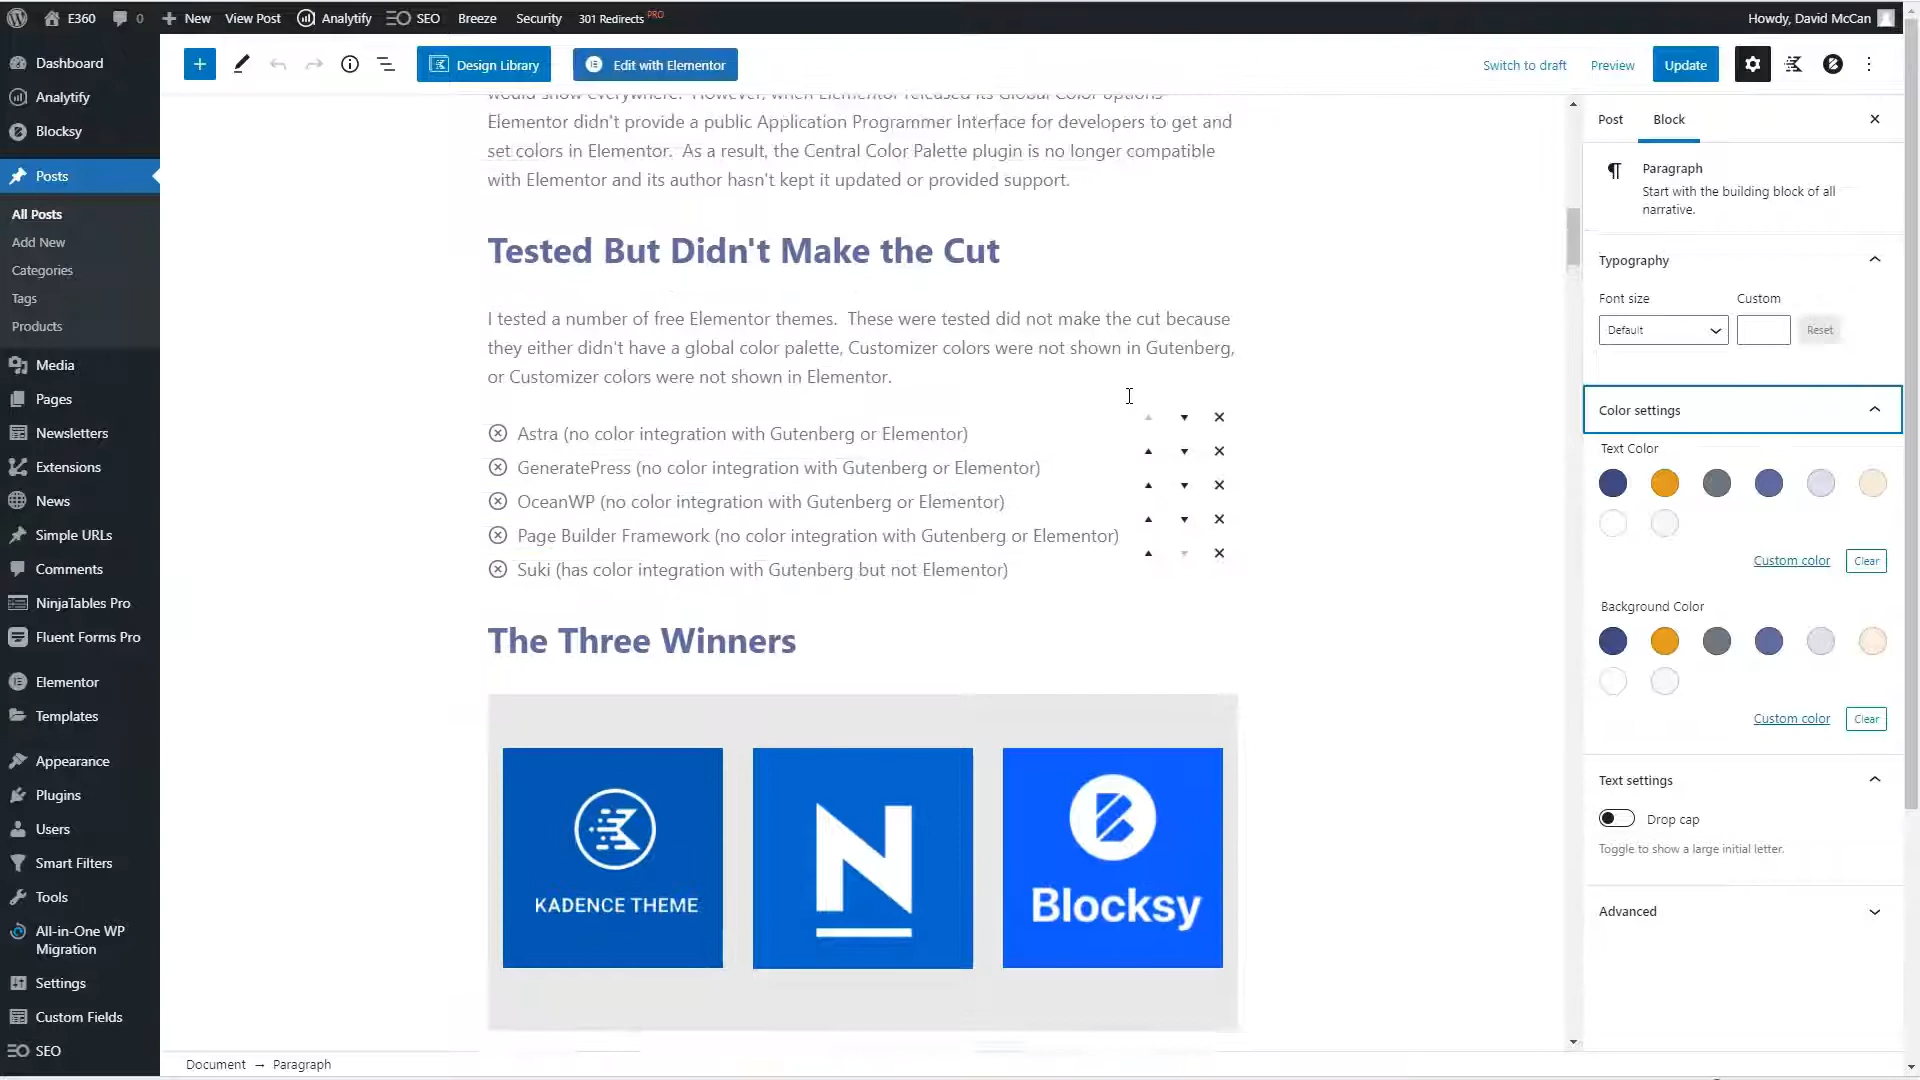 E360
0
New
View Post
Analytify
SEO
Breeze
Security
301 Redirects PRO
Howdy, David McCan
Dashboard
Analytify
Blocksy
Posts
All Posts
Add New
Categories
Tags
Products
Media
Pages
Newsletters
Extensions
News
Simple URLs
Comments
NinjaTables Pro
Fluent Forms Pro
Elementor
Templates
Appearance
Plugins
Users
Smart Filters
Tools
All-in-One WP
Migration
Settings
Custom Fields
SEO
Design Library
Edit with Elementor
Switch to draft
Preview
Update
would show everywhere. However, when Elementor released its Global Color options
Elementor didn't provide a public Application Programmer Interface for developers to get and
set colors in Elementor. As a result, the Central Color Palette plugin is no longer compatible
with Elementor and its author hasn't kept it updated or provided support.
Tested But Didn't Make the Cut
I tested a number of free Elementor themes. These were tested did not make the cut because
they either didn't have a global color palette, Customizer colors were not shown in Gutenberg,
or Customizer colors were not shown in Elementor.
Astra (no color integration with Gutenberg or Elementor)
GeneratePress (no color integration with Gutenberg or Elementor)
OceanWP (no color integration with Gutenberg or Elementor)
Page Builder Framework (no color integration with Gutenberg or Elementor)
Suki (has color integration with Gutenberg but not Elementor)
The Three Winners
KADENCE THEME
N
Blocksy
Document → Paragraph
Post
Block
Paragraph
Start with the building block of all
narrative.
Typography
Font size
Custom
Default
Reset
Color settings
Text Color
Custom color
Clear
Background Color
Custom color
Clear
Text settings
Drop cap
Toggle to show a large initial letter.
Advanced